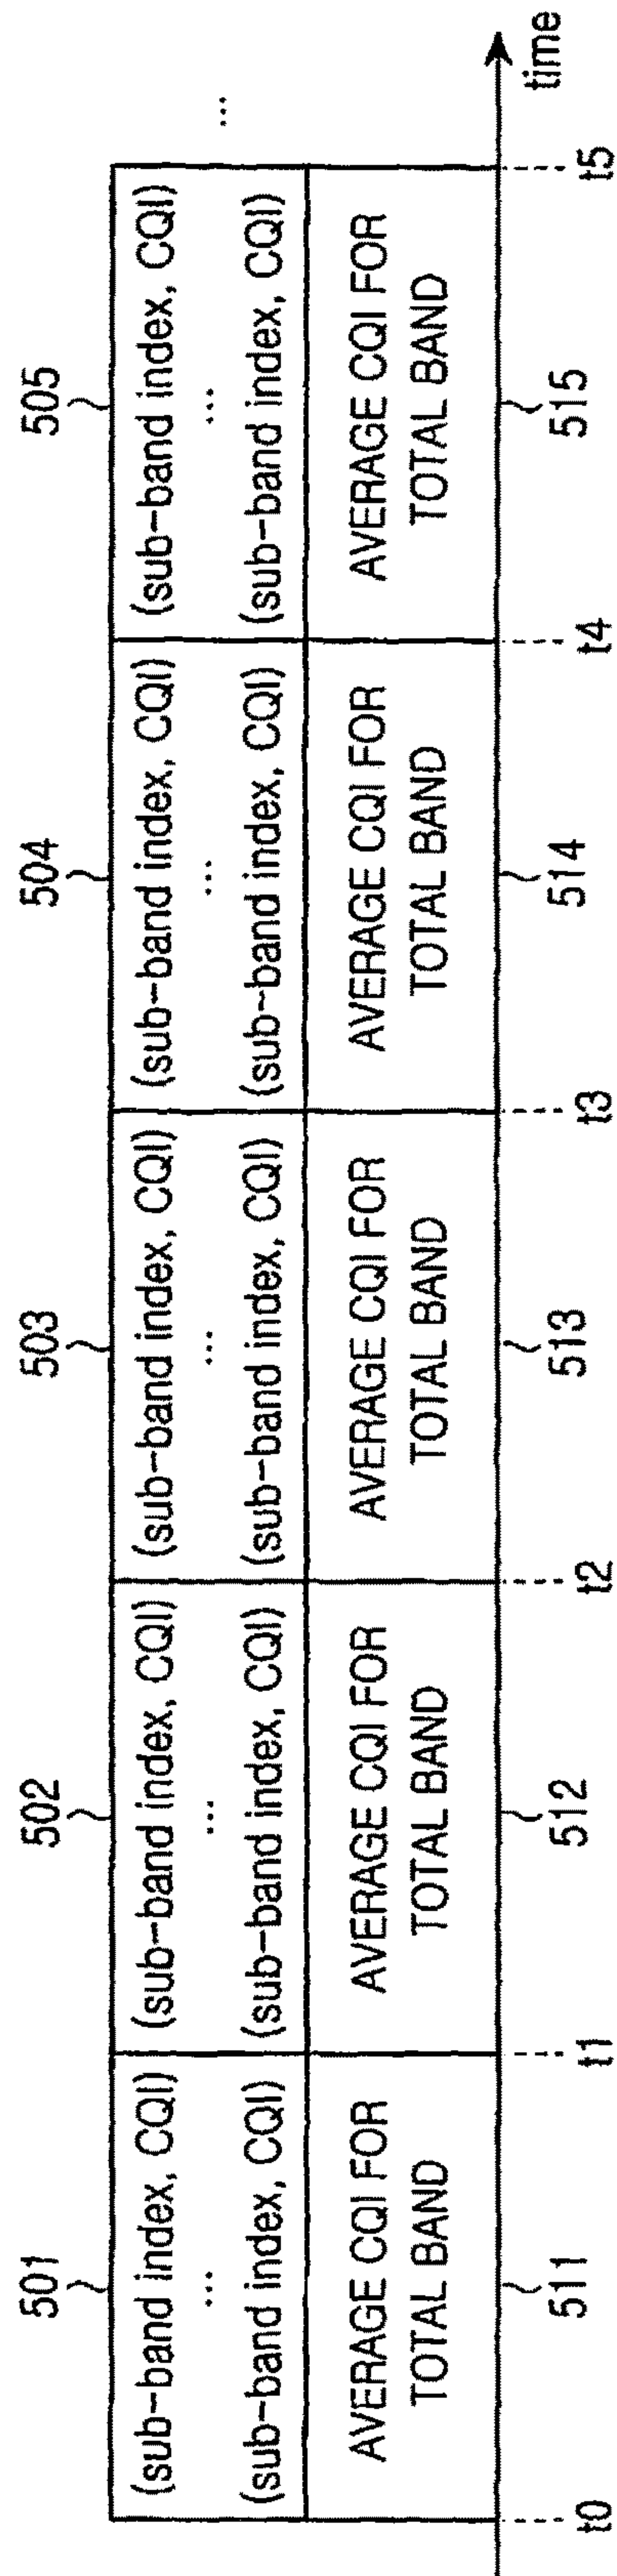 501 502 503 504 505
(sub-band index, CQI) (sub-band index, CQI) (sub-band index, CQI) (sub-band index, CQI) (sub-band index, CQI)
... ... ... ... ... ...
(sub-band index, CQI) (sub-band index, CQI) (sub-band index, CQI) (sub-band index, CQI) (sub-band index, CQI)
AVERAGE CQI FOR AVERAGE CQI FOR AVERAGE CQI FOR AVERAGE CQI FOR AVERAGE CQI FOR
TOTAL BAND TOTAL BAND TOTAL BAND TOTAL BAND TOTAL BAND
511 512 513 514 515
t0 t1 t2 t3 t4 t5 time